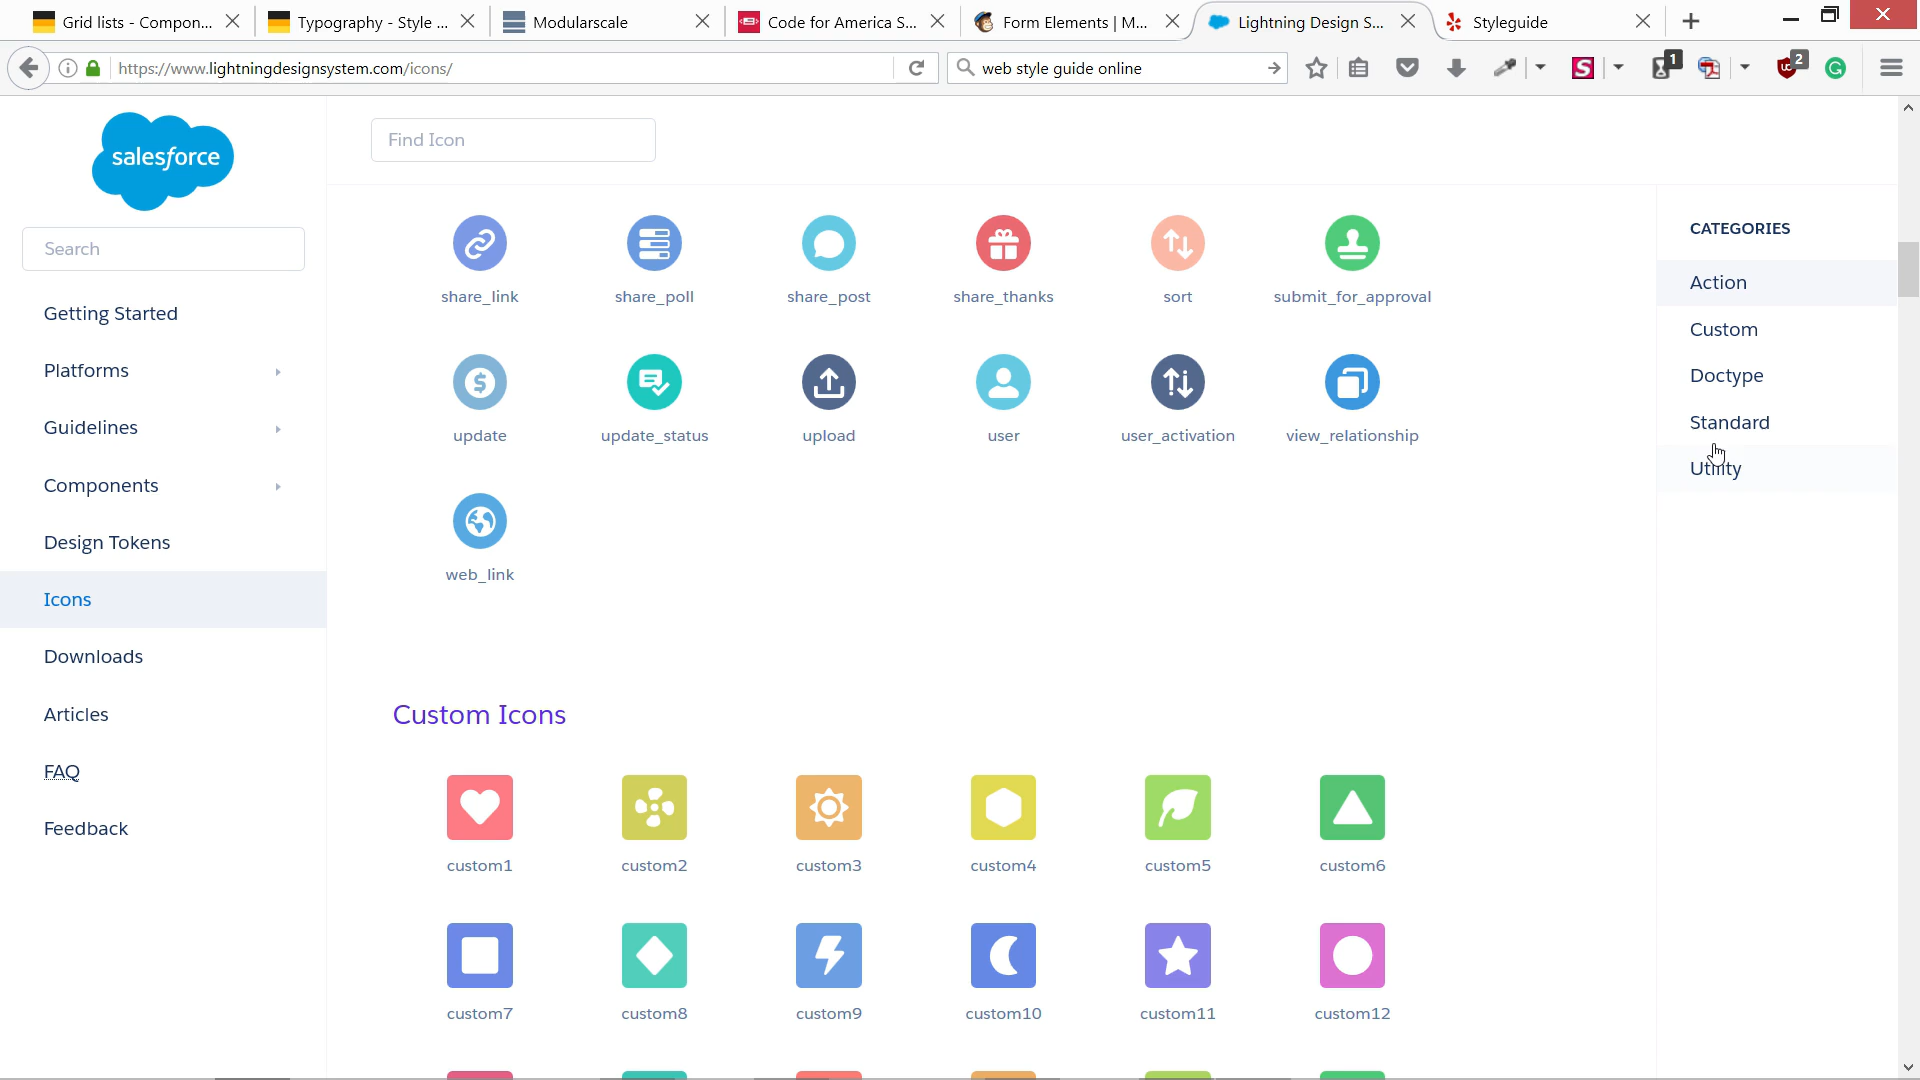 Grid lists - Compon...
Typography - Style ...
Modularscale
Code for America S...
Form Elements | M...
Lightning Design S...
Styleguide
https://www.lightningdesignsystem.com/icons/
web style guide online
1
2
salesforce
Search
Getting Started
Platforms
Guidelines
Components
Design Tokens
Icons
Downloads
Articles
FAQ
Feedback
Find Icon
share_link
share_poll
share_post
share_thanks
sort
submit_for_approval
update
update_status
upload
user
user_activation
view_relationship
web_link
Custom Icons
custom1
custom2
custom3
custom4
custom5
custom6
custom7
custom8
custom9
custom10
custom11
custom12
CATEGORIES
Action
Custom
Doctype
Standard
Utility